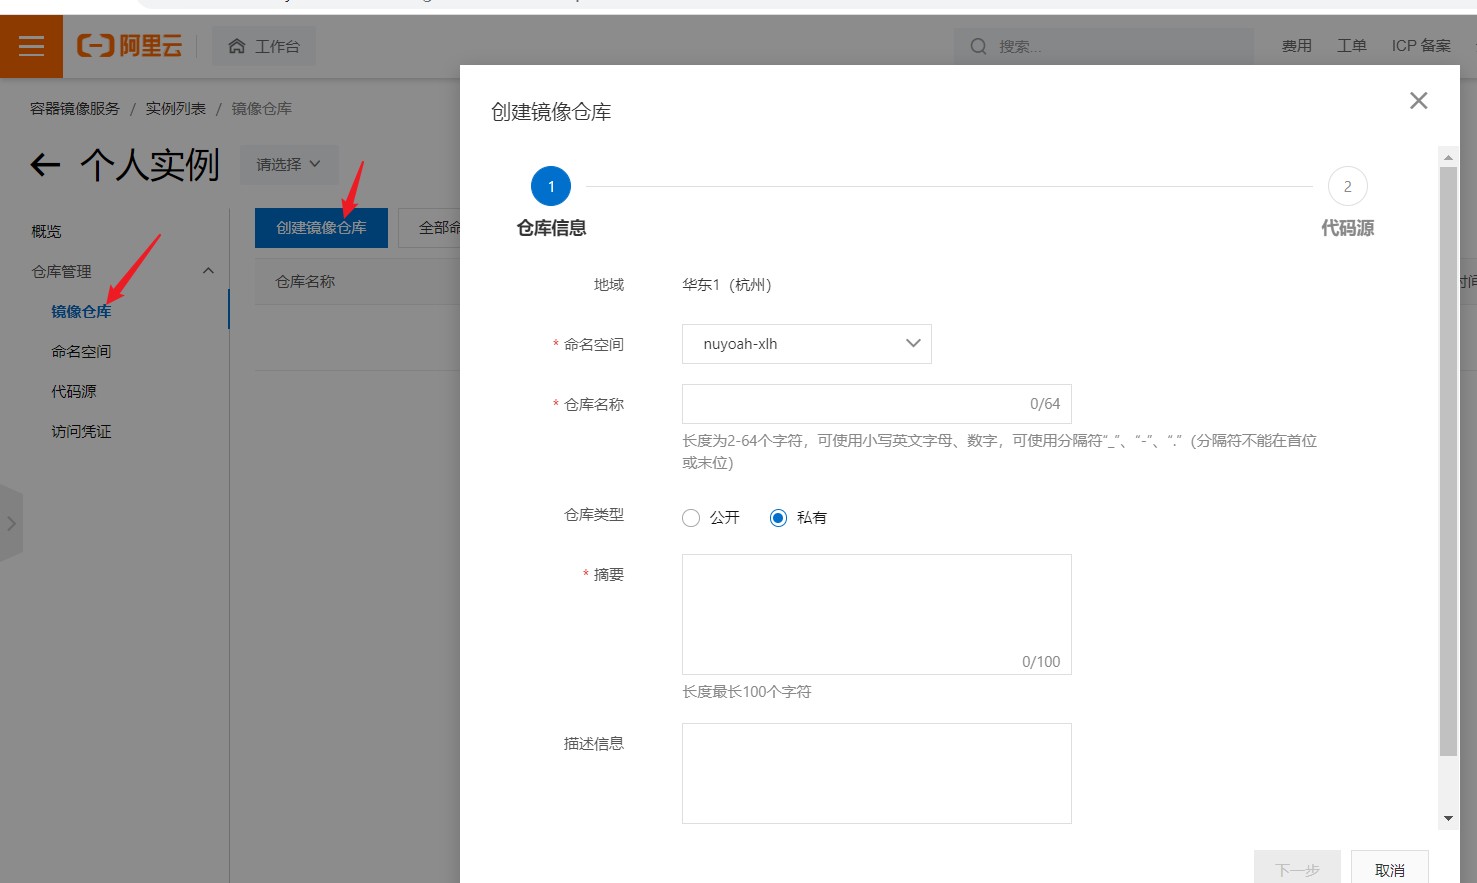 阿里云
工作台
搜索...
费用
工单
ICP 备案
容器镜像服务 / 实例列表 / 镜像仓库
个人实例
请选择
概览
仓库管理
镜像仓库
命名空间
代码源
访问凭证
创建镜像仓库
全部命
仓库名称
时间
创建镜像仓库
1
仓库信息
2
代码源
地域
华东1（杭州）
* 命名空间
nuyoah-xlh
* 仓库名称
0/64
长度为2-64个字符，可使用小写英文字母、数字，可使用分隔符“_”、“-”、“.”（分隔符不能在首位
或末位）
仓库类型
公开
私有
* 摘要
0/100
长度最长100个字符
描述信息
下一步
取消